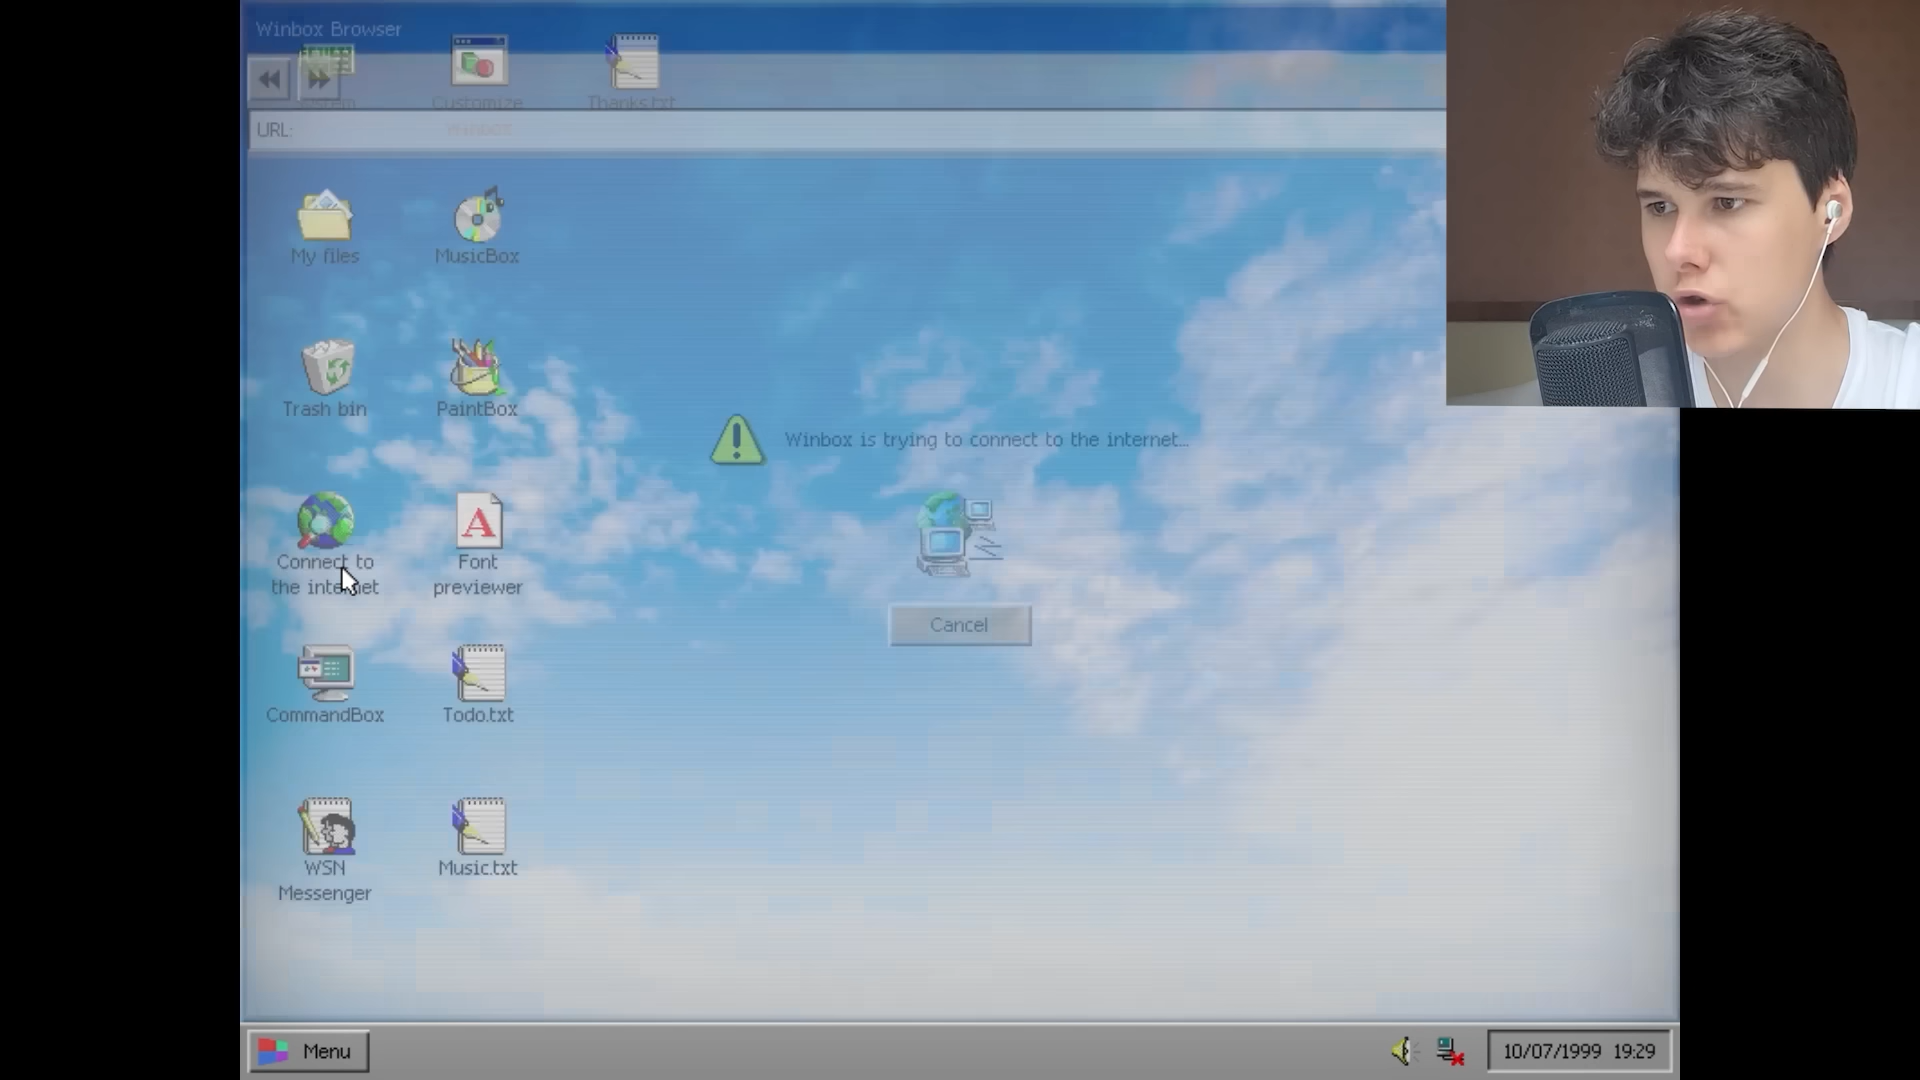 Winbox Browser
System
Customize
Winbox
Thanks.txt
URL:
My files
MusicBox
Trash bin
PaintBox
Winbox is trying to connect to the internet...
Cancel
Connect to
the internet
Font
previewer
CommandBox
Todo.txt
WSN
Messenger
Music.txt
Menu
10/07/1999 19:29